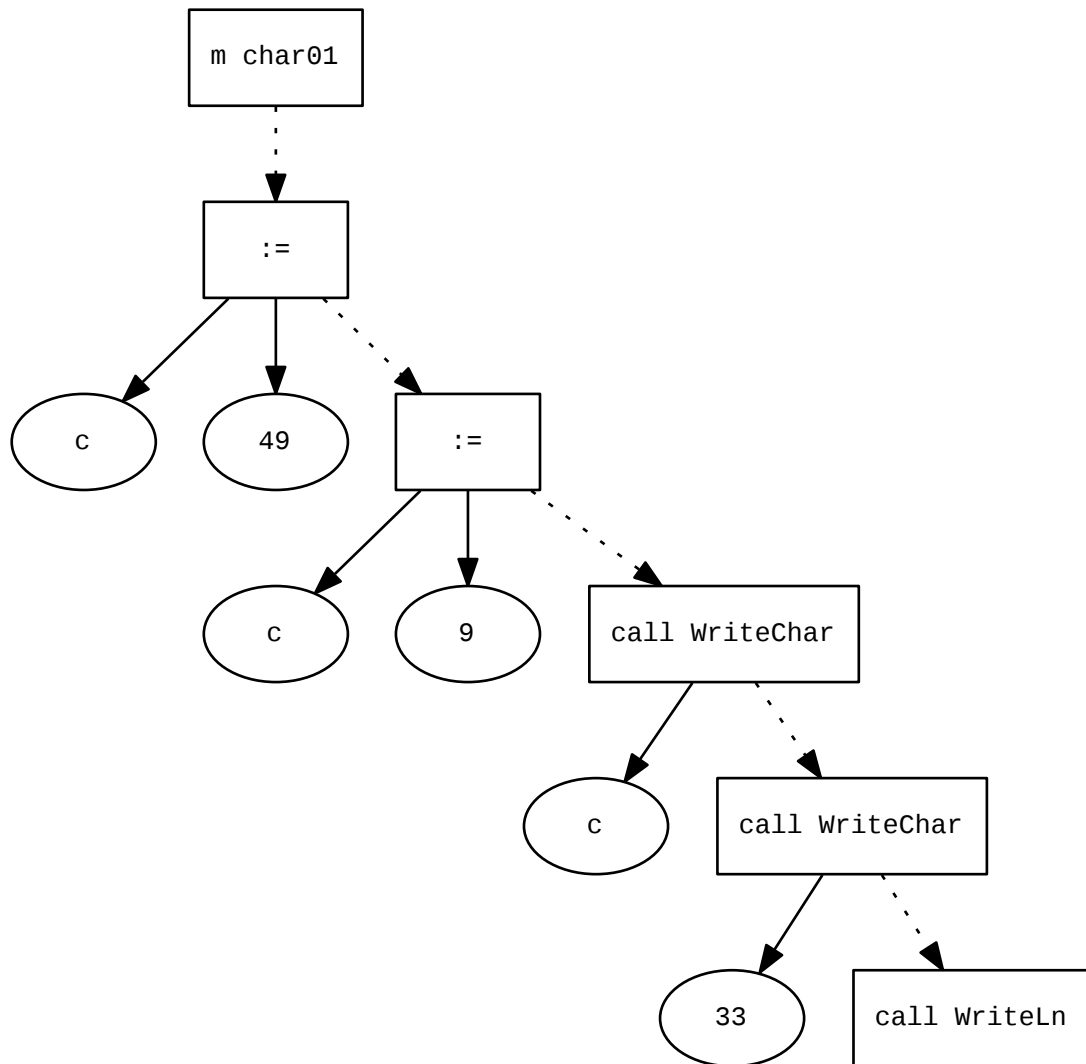 m char01
:=
c
49
:=
c
9
call WriteChar
c
call WriteChar
33
call WriteLn